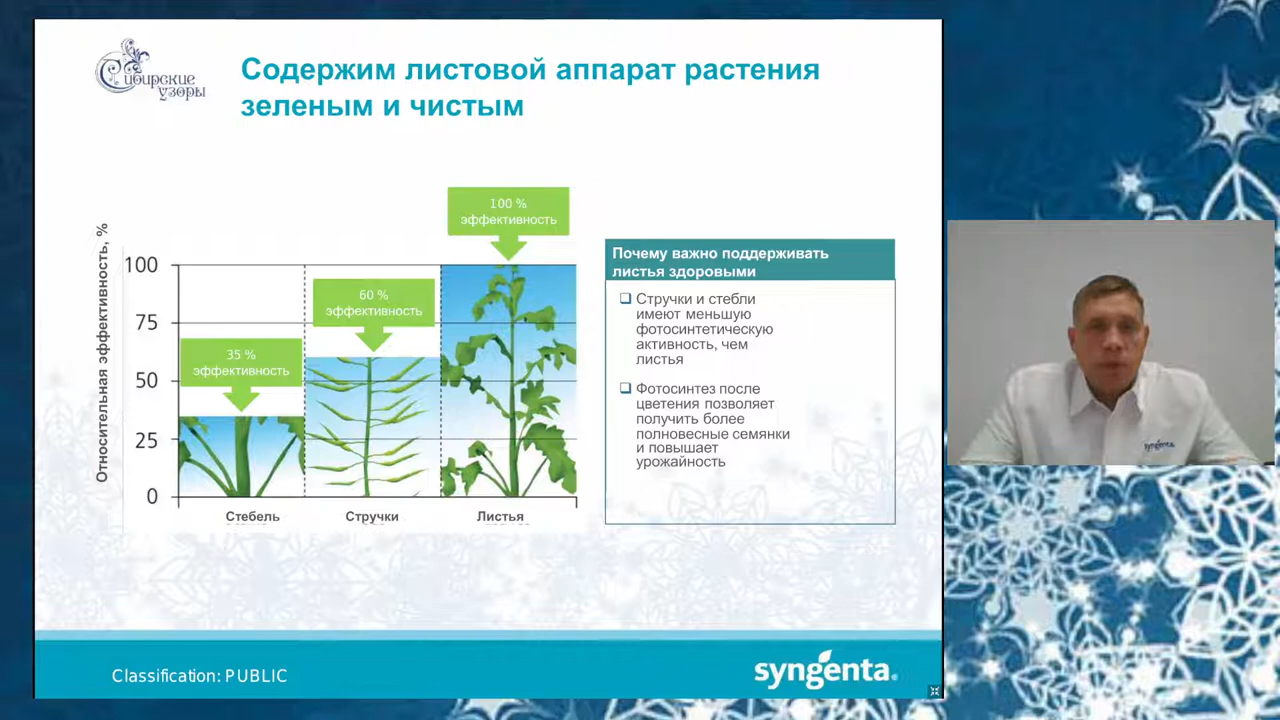 Сибирские
узоры
Содержим листовой аппарат растения
зеленым и чистым
Относительная эффективность, %
100
75
50
25
0
35 %
эффективность
60 %
эффективность
100 %
эффективность
Стебель
Стручки
Листья
Почему важно поддерживать
листья здоровыми
Стручки и стебли
имеют меньшую
фотосинтетическую
активность, чем
листья
Фотосинтез после
цветения позволяет
получить более
полновесные семянки
и повышает
урожайность
syngenta
Classification: PUBLIC
syngenta.